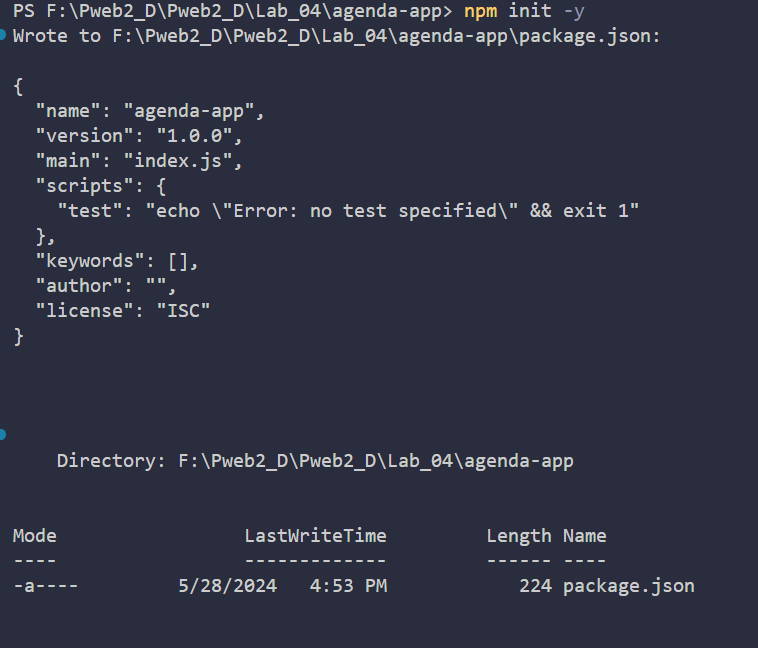 PS F:\Pweb2_D\Pweb2_D\Lab_04\agenda-app> npm init -y
Wrote to F:\Pweb2_D\Pweb2_D\Lab_04\agenda-app\package.json:
{
"name": "agenda-app",
"version": "1.0.0",
"main": "index.js",
"scripts": {
"test": "echo \"Error: no test specified\" && exit 1"
},
"keywords": [],
"author": "",
"license": "ISC"
}
Directory: F:\Pweb2_D\Pweb2_D\Lab_04\agenda-app
Mode LastWriteTime Length Name
---- ------------- ------ ----
-a---- 5/28/2024 4:53 PM 224 package.json